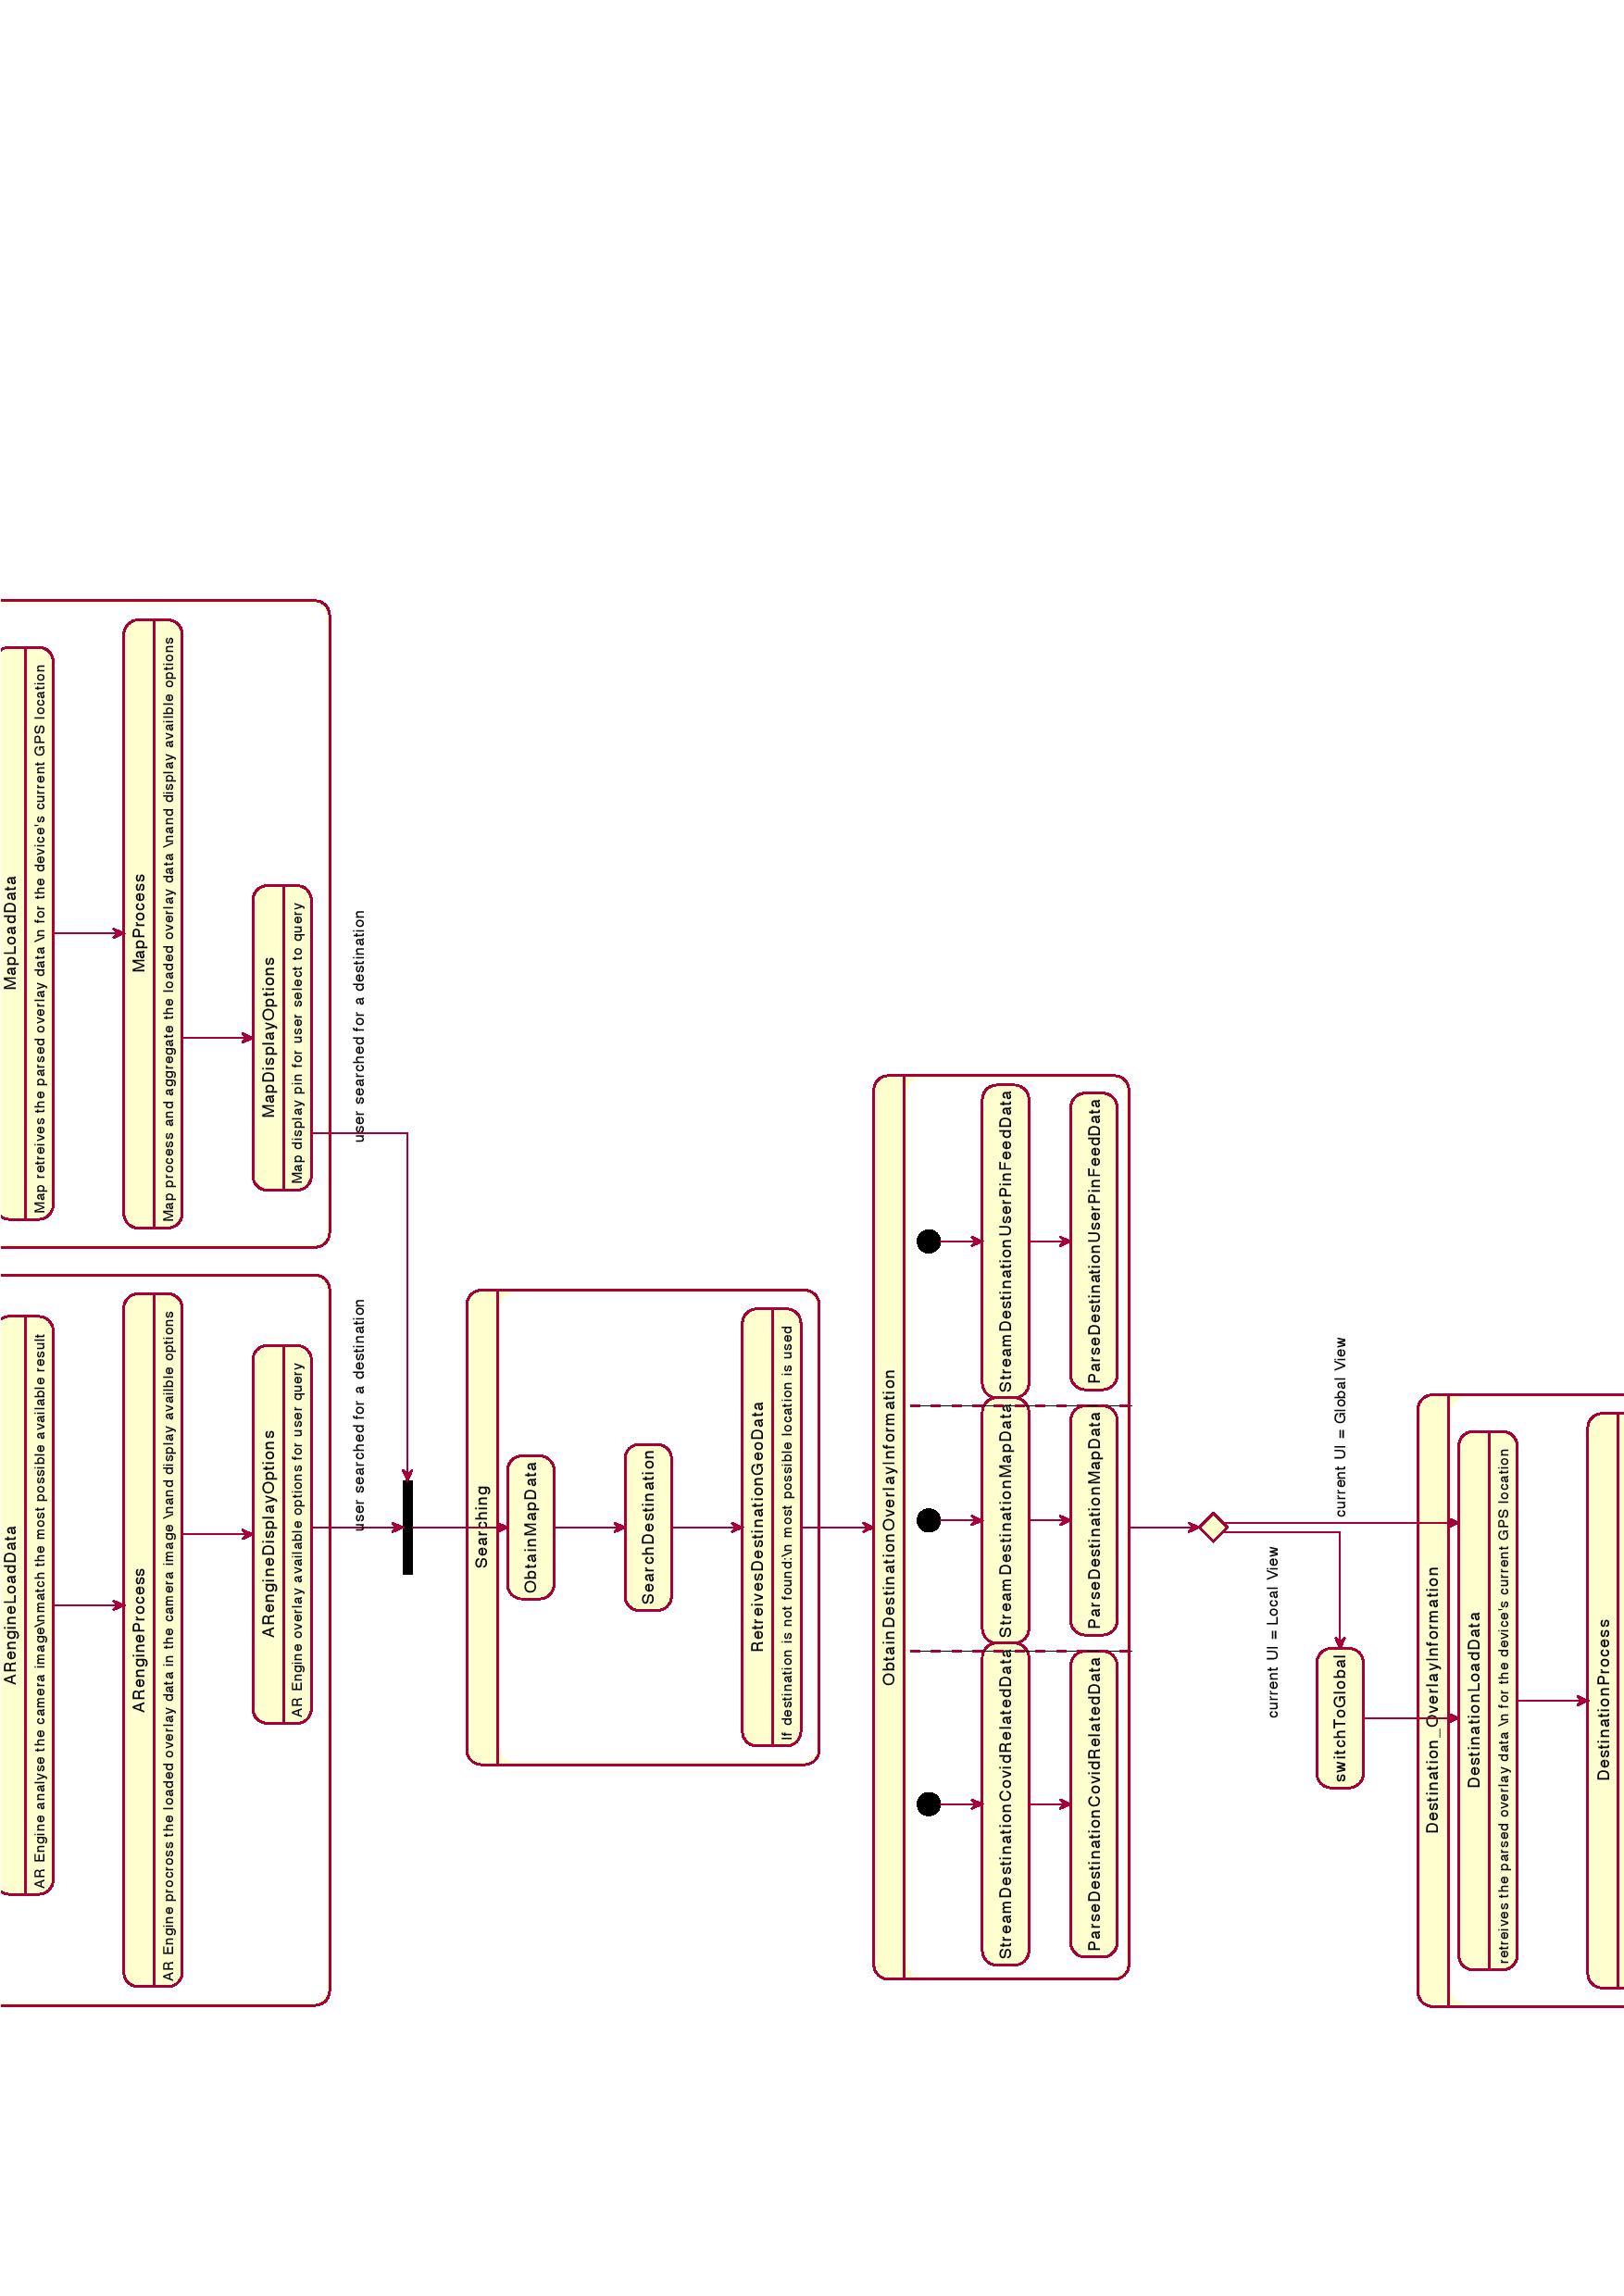 ARengineLoadData
AR Engine analyse the camera image\nmatch the most possible available result
MapLoadData
Map retreives the parsed overlay data \n for the device's current GPS location
ARengineProcess
AR Engine procross the loaded overlay data in the camera image \nand display availble options
MapProcess
Map process and aggregate the loaded overlay data \nand display availble options
ARengineDisplayOptions
AR Engine overlay available options for user query
MapDisplayOptions
Map display pin for user select to query
user searched for a destination
user searched for a destination
Searching
ObtainMapData
SearchDestination
RetreivesDestinationGeoData
If destination is not found:\n most possible location is used
ObtainDestinationOverlayInformation
StreamDestinationCovidRelatedData
StreamDestinationMapData
StreamDestinationUserPinFeedData
ParseDestinationCovidRelatedData
ParseDestinationMapData
ParseDestinationUserPinFeedData
current UI = Local View
current UI = Global View
switchToGlobal
Destination_OverlayInformation
DestinationLoadData
retreives the parsed overlay data \n for the device's current GPS location
DestinationProcess